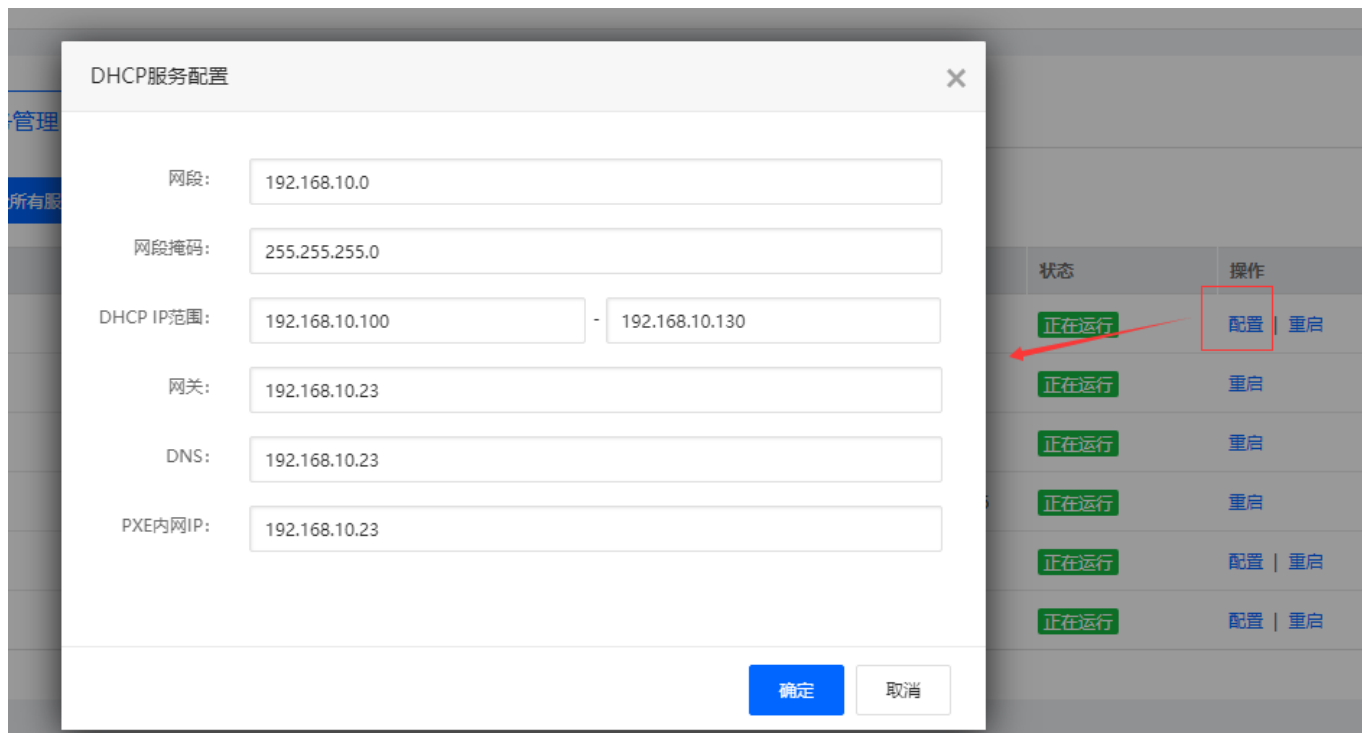 DHCP服务配置
管理
所有服
网段:
192.168.10.0
网段掩码:
255.255.255.0
状态
操作
DHCP IP范围:
192.168.10.100
-
192.168.10.130
正在运行
配置 | 重启
网关:
192.168.10.23
正在运行
重启
DNS:
192.168.10.23
正在运行
重启
PXE内网IP:
192.168.10.23
正在运行
重启
正在运行
配置 | 重启
正在运行
配置 | 重启
确定
取消